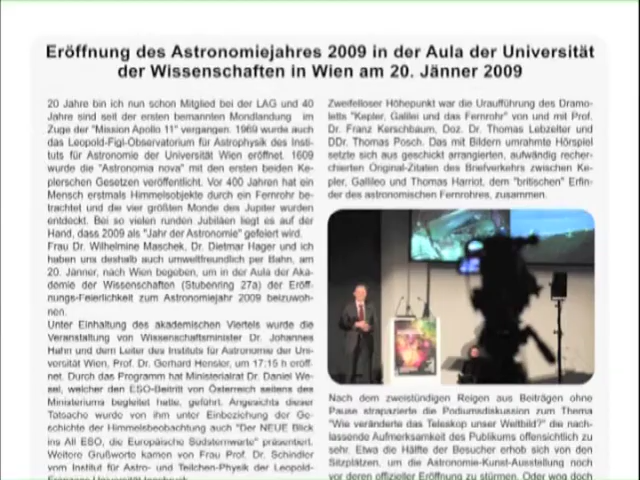 Eröffnung des Astronomiejahres 2009 in der Aula der Universität
der Wissenschaften in Wien am 20. Jänner 2009
20 Jahre bin ich nun schon Mitglied bei der LAG und 40
Jahre sind seit der ersten bemannten Mondlandung im
Zuge der "Mission Apollo 11" vergangen. 1969 wurde auch
das Leopold-Figl-Observatorium für Astrophysik des Insti-
tuts für Astronomie der Universität Wien eröffnet. 1609
wurde die "Astronomia nova" mit den ersten beiden Ke-
plerschen Gesetzen veröffentlicht. Vor 400 Jahren hat ein
Mensch erstmals Himmelsobjekte durch ein Fernrohr be-
trachtet und die vier größten Monde des Jupiter wurden
entdeckt. Bei so vielen runden Jubiläen liegt es auf der
Hand, dass 2009 als "Jahr der Astronomie" gefeiert wird.
Frau Dr. Wilhelmine Maschek, Dr. Dietmar Hager und ich
haben uns deshalb auch umweltfreundlich per Bahn, am
20. Jänner, nach Wien begeben, um in der Aula der Aka-
demie der Wissenschaften (Stubenring 27a) der Eröff-
nungs-Feierlichkeit zum Astronomiejahr 2009 beizuwoh-
nen.
Unter Einhaltung des akademischen Viertels wurde die
Veranstaltung von Wissenschaftsminister Dr. Johannes
Hahn und dem Leiter des Instituts für Astronomie der Uni-
versität Wien, Prof. Dr. Gerhard Hensler, um 17:15 h eröff-
net. Durch das Programm hat Ministerialrat Dr. Daniel We-
sel, welcher den ESO-Beitritt von Österreich seitens des
Ministeriums begleitet hatte, geführt. Angesichts dieser
Tatsache wurde von ihm unter Einbeziehung der Ge-
schichte der Himmelsbeobachtung auch "Der NEUE Blick
ins All ESO, die Europäische Südsternwarte" präsentiert.
Weitere Grußworte kamen von Frau Prof. Dr. Schindler
vom Institut für Astro- und Teilchen-Physik der Leopold-
Zweifelloser Höhepunkt war die Uraufführung des Dramo-
letts "Kepler, Galilei und das Fernrohr" von und mit Prof.
Dr. Franz Kerschbaum, Doz. Dr. Thomas Lebzelter und
DDr. Thomas Posch. Das mit Bildern umrahmte Hörspiel
setzte sich aus geschickt arrangierten, aufwändig recher-
chierten Original-Zitaten des Briefverkehrs zwischen Ke-
pler, Galileo und Thomas Harriot, dem "britischen" Erfin-
der des astronomischen Fernrohres, zusammen.
Nach dem zweistündigen Reigen aus Beiträgen ohne
Pause strapazierte die Podiumsdiskussion zum Thema
"Wie veränderte das Teleskop unser Weltbild?" die nach-
lassende Aufmerksamkeit des Publikums offensichtlich zu
sehr. Etwa die Hälfte der Besucher erhob sich von den
Sitzplätzen, um die Astronomie-Kunst-Ausstellung noch
vor deren offizieller Eröffnung zu stürmen. Oder wog doch